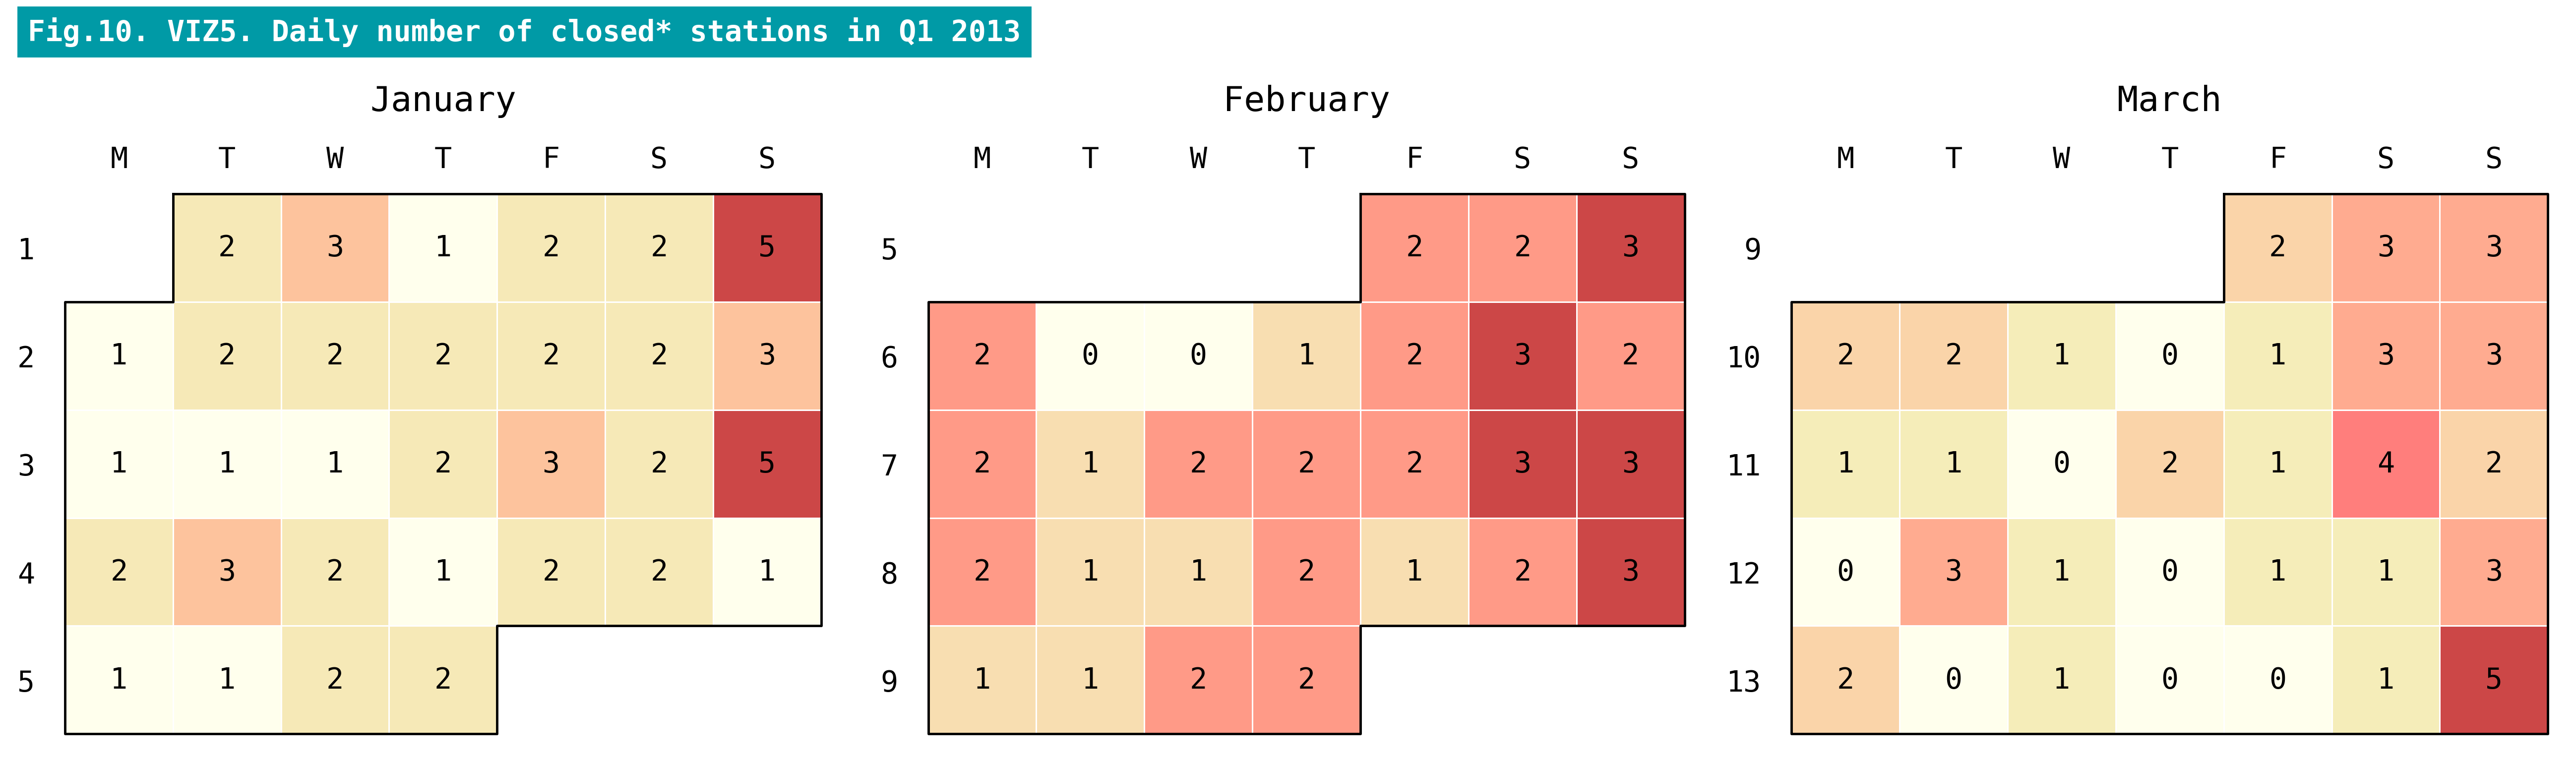 Fig.10. VIZ5. Daily number of closed* stations in Q1 2013
January February March
M T W T F S S M T W T F S S M T W T F S S
1 2 3 1 2 2 5 5 2 2 3 9 2 3 3
2 1 2 2 2 2 2 3 6 2 0 0 1 2 3 2 10 2 2 1 0 1 3 3
3 1 1 1 2 3 2 5 7 2 1 2 2 2 3 3 11 1 1 0 2 1 4 2
4 2 3 2 1 2 2 1 8 2 1 1 2 1 2 3 12 0 3 1 0 1 1 3
5 1 1 2 2 9 1 1 2 2 13 2 0 1 0 0 1 5